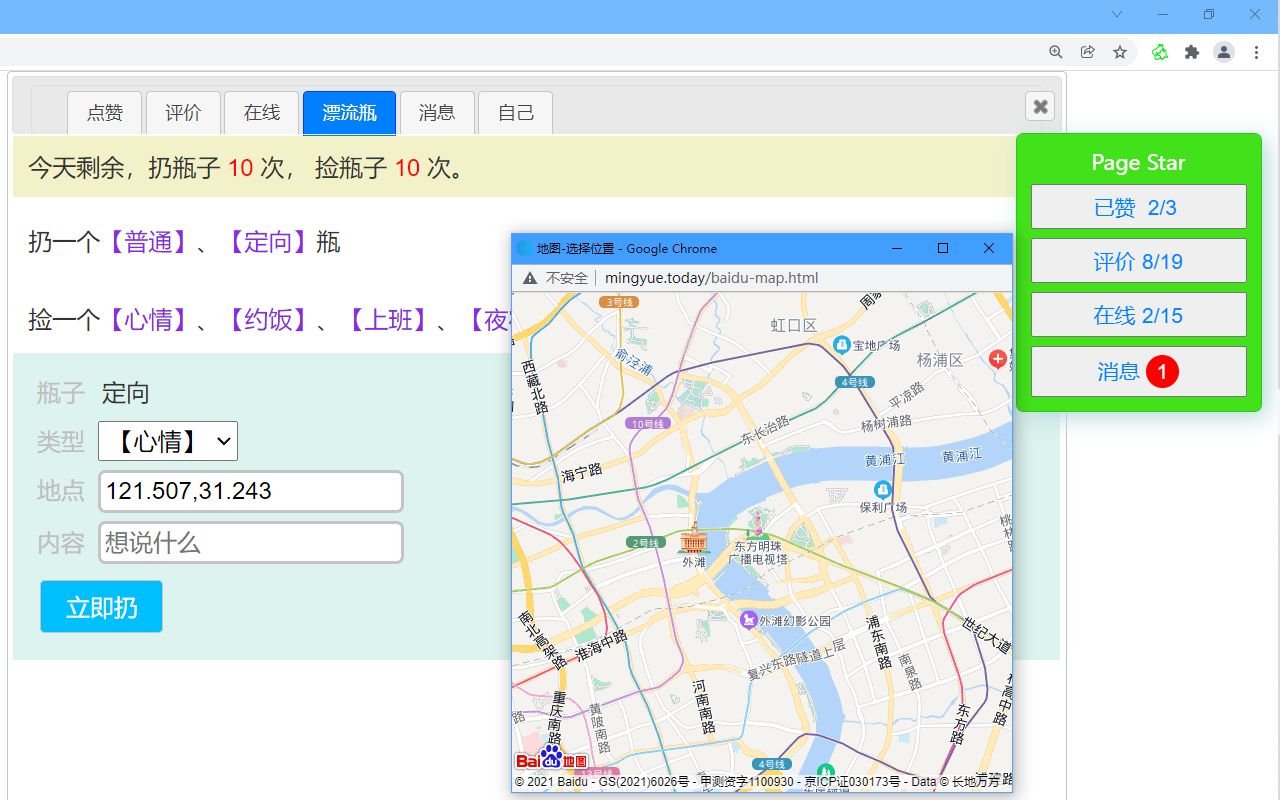 点赞 评价 在线 漂流瓶 消息 自己
今天剩余，扔瓶子 10 次， 捡瓶子 10 次。
扔一个【普通】、【定向】瓶
捡一个【心情】、【约饭】、【上班】、
瓶子 定向
类型 【心情】
地点 121.507,31.243
内容 想说什么
立即扔
Page Star
已赞 2/3
评价 8/19
在线 2/15
消息 1
地图-选择位置 - Google Chrome
不安全 mingyue.today/baidu-map.html
3号线
虹口区
俞泾浦
宝地广场
杨浦区
西藏北路
4号线
平凉路
10号线
东长治路
杨树浦路
海宁路
黄浦江
黄浦江
保利广场
2号线
外滩
东方明珠
广播电视塔
外滩幻影公园
南北高架路
淮海中路
浦东南路
世纪大道
复兴东路隧道上层
南泉路
河南南路
重庆南路
黄陂南路
东方路
4号线
Bai du 地图
© 2021 Baidu - GS(2021)6026号 - 甲测资字1100930 - 京ICP证030173号 - Data © 长地万方